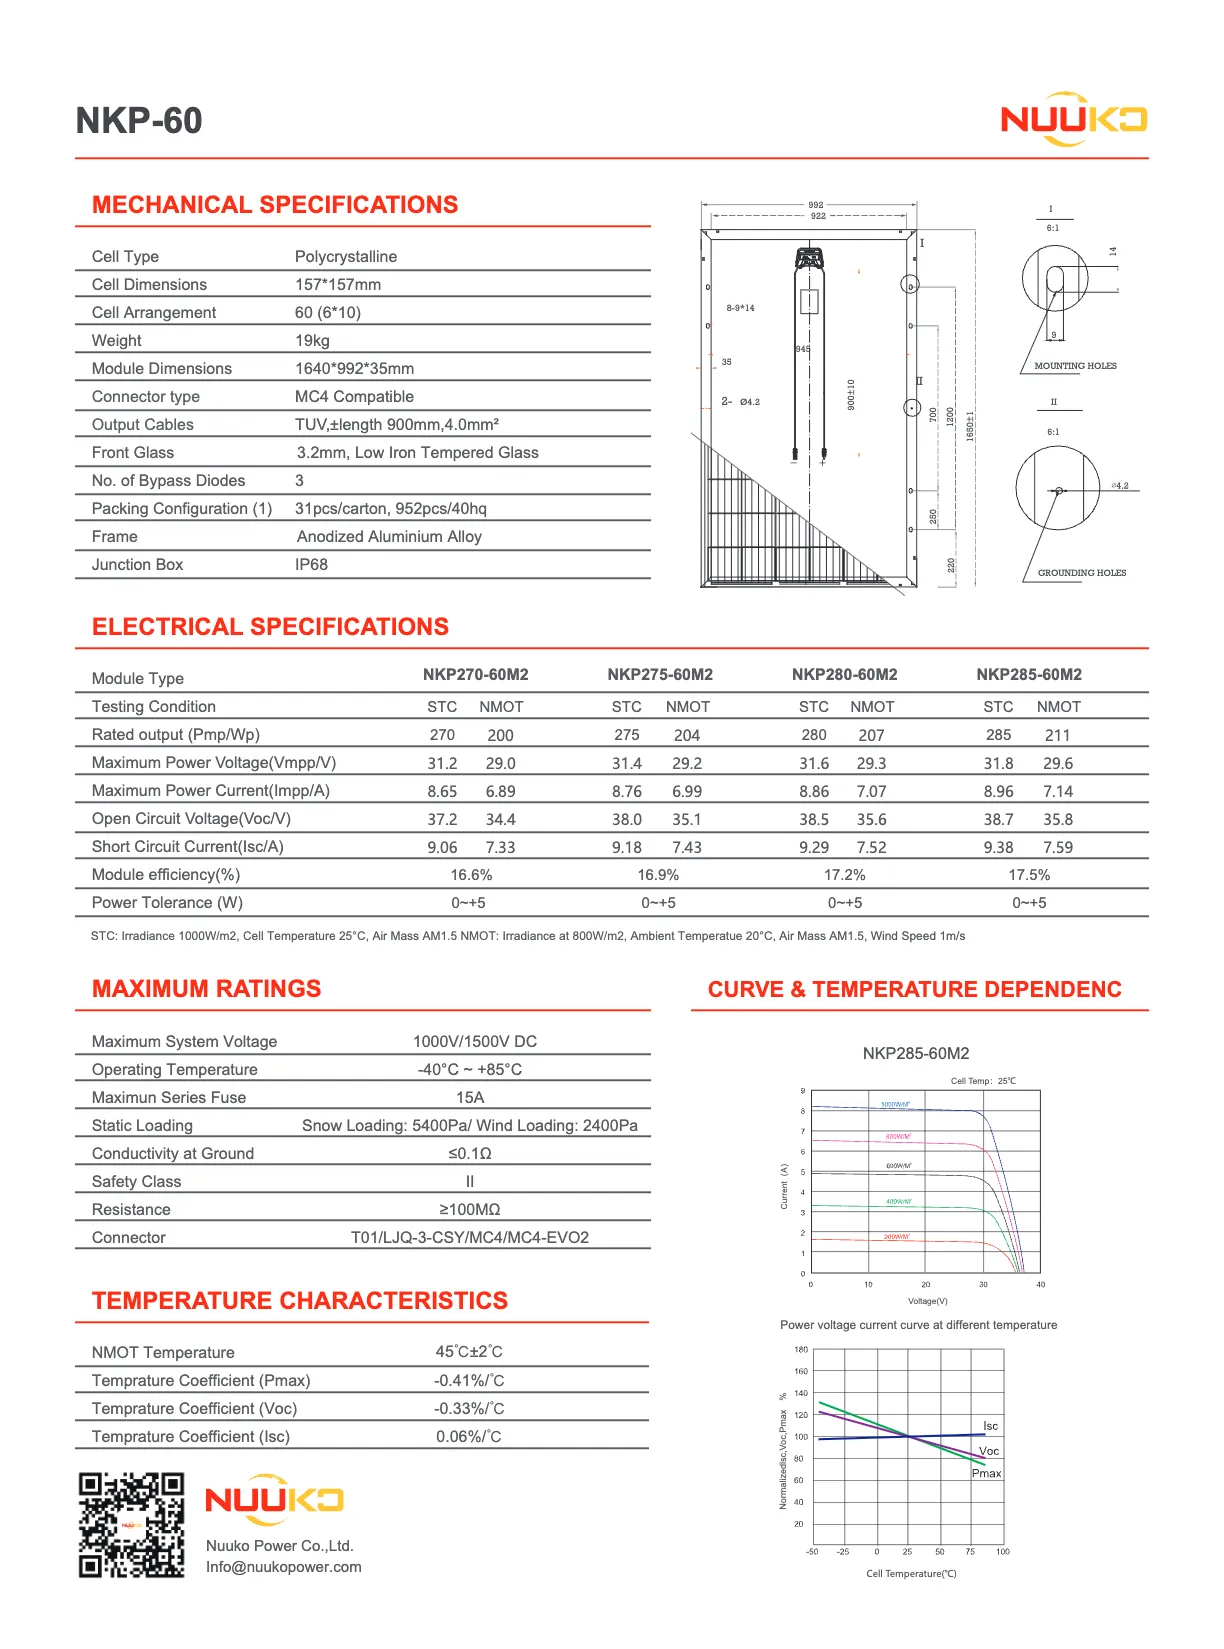 NKP-60
NUUKO
MECHANICAL SPECIFICATIONS
Cell Type Polycrystalline
Cell Dimensions 157*157mm
Cell Arrangement 60 (6*10)
Weight 19kg
Module Dimensions 1640*992*35mm
Connector type MC4 Compatible
Output Cables TUV,±length 900mm,4.0mm²
Front Glass 3.2mm, Low Iron Tempered Glass
No. of Bypass Diodes 3
Packing Configuration (1) 31pcs/carton, 952pcs/40hq
Frame Anodized Aluminium Alloy
Junction Box IP68
992
922
I
8-9*14
945
35
II
2- Ø4.2
900±10
700
1200
1650±1
− +
250
220
I
6:1
14
9
MOUNTING HOLES
II
6:1
ø4.2
GROUNDING HOLES
ELECTRICAL SPECIFICATIONS
Module Type NKP270-60M2 NKP275-60M2 NKP280-60M2 NKP285-60M2
Testing Condition STC NMOT STC NMOT STC NMOT STC NMOT
Rated output (Pmp/Wp) 270 200 275 204 280 207 285 211
Maximum Power Voltage(Vmpp/V) 31.2 29.0 31.4 29.2 31.6 29.3 31.8 29.6
Maximum Power Current(Impp/A) 8.65 6.89 8.76 6.99 8.86 7.07 8.96 7.14
Open Circuit Voltage(Voc/V) 37.2 34.4 38.0 35.1 38.5 35.6 38.7 35.8
Short Circuit Current(Isc/A) 9.06 7.33 9.18 7.43 9.29 7.52 9.38 7.59
Module efficiency(%) 16.6% 16.9% 17.2% 17.5%
Power Tolerance (W) 0~+5 0~+5 0~+5 0~+5
STC: Irradiance 1000W/m2, Cell Temperature 25°C, Air Mass AM1.5 NMOT: Irradiance at 800W/m2, Ambient Temperatue 20°C, Air Mass AM1.5, Wind Speed 1m/s
MAXIMUM RATINGS
Maximum System Voltage 1000V/1500V DC
Operating Temperature -40°C ~ +85°C
Maximun Series Fuse 15A
Static Loading Snow Loading: 5400Pa/ Wind Loading: 2400Pa
Conductivity at Ground ≤0.1Ω
Safety Class II
Resistance ≥100MΩ
Connector T01/LJQ-3-CSY/MC4/MC4-EVO2
TEMPERATURE CHARACTERISTICS
NMOT Temperature 45℃±2℃
Temprature Coefficient (Pmax) -0.41%/℃
Temprature Coefficient (Voc) -0.33%/℃
Temprature Coefficient (Isc) 0.06%/℃
NUUKO
NUUKO
Nuuko Power Co.,Ltd.
Info@nuukopower.com
CURVE & TEMPERATURE DEPENDENC
NKP285-60M2
Cell Temp: 25℃
9
8
7
6
5
4
3
2
1
0
Current (A)
1000W/M²
800W/M²
600W/M²
400W/M²
200W/M²
0 10 20 30 40
Voltage(V)
Power voltage current curve at different temperature
180
160
140
120
100
80
60
40
20
NormalizedIsc,Voc,Pmax %
Isc
Voc
Pmax
-50 -25 0 25 50 75 100
Cell Temperature(℃)